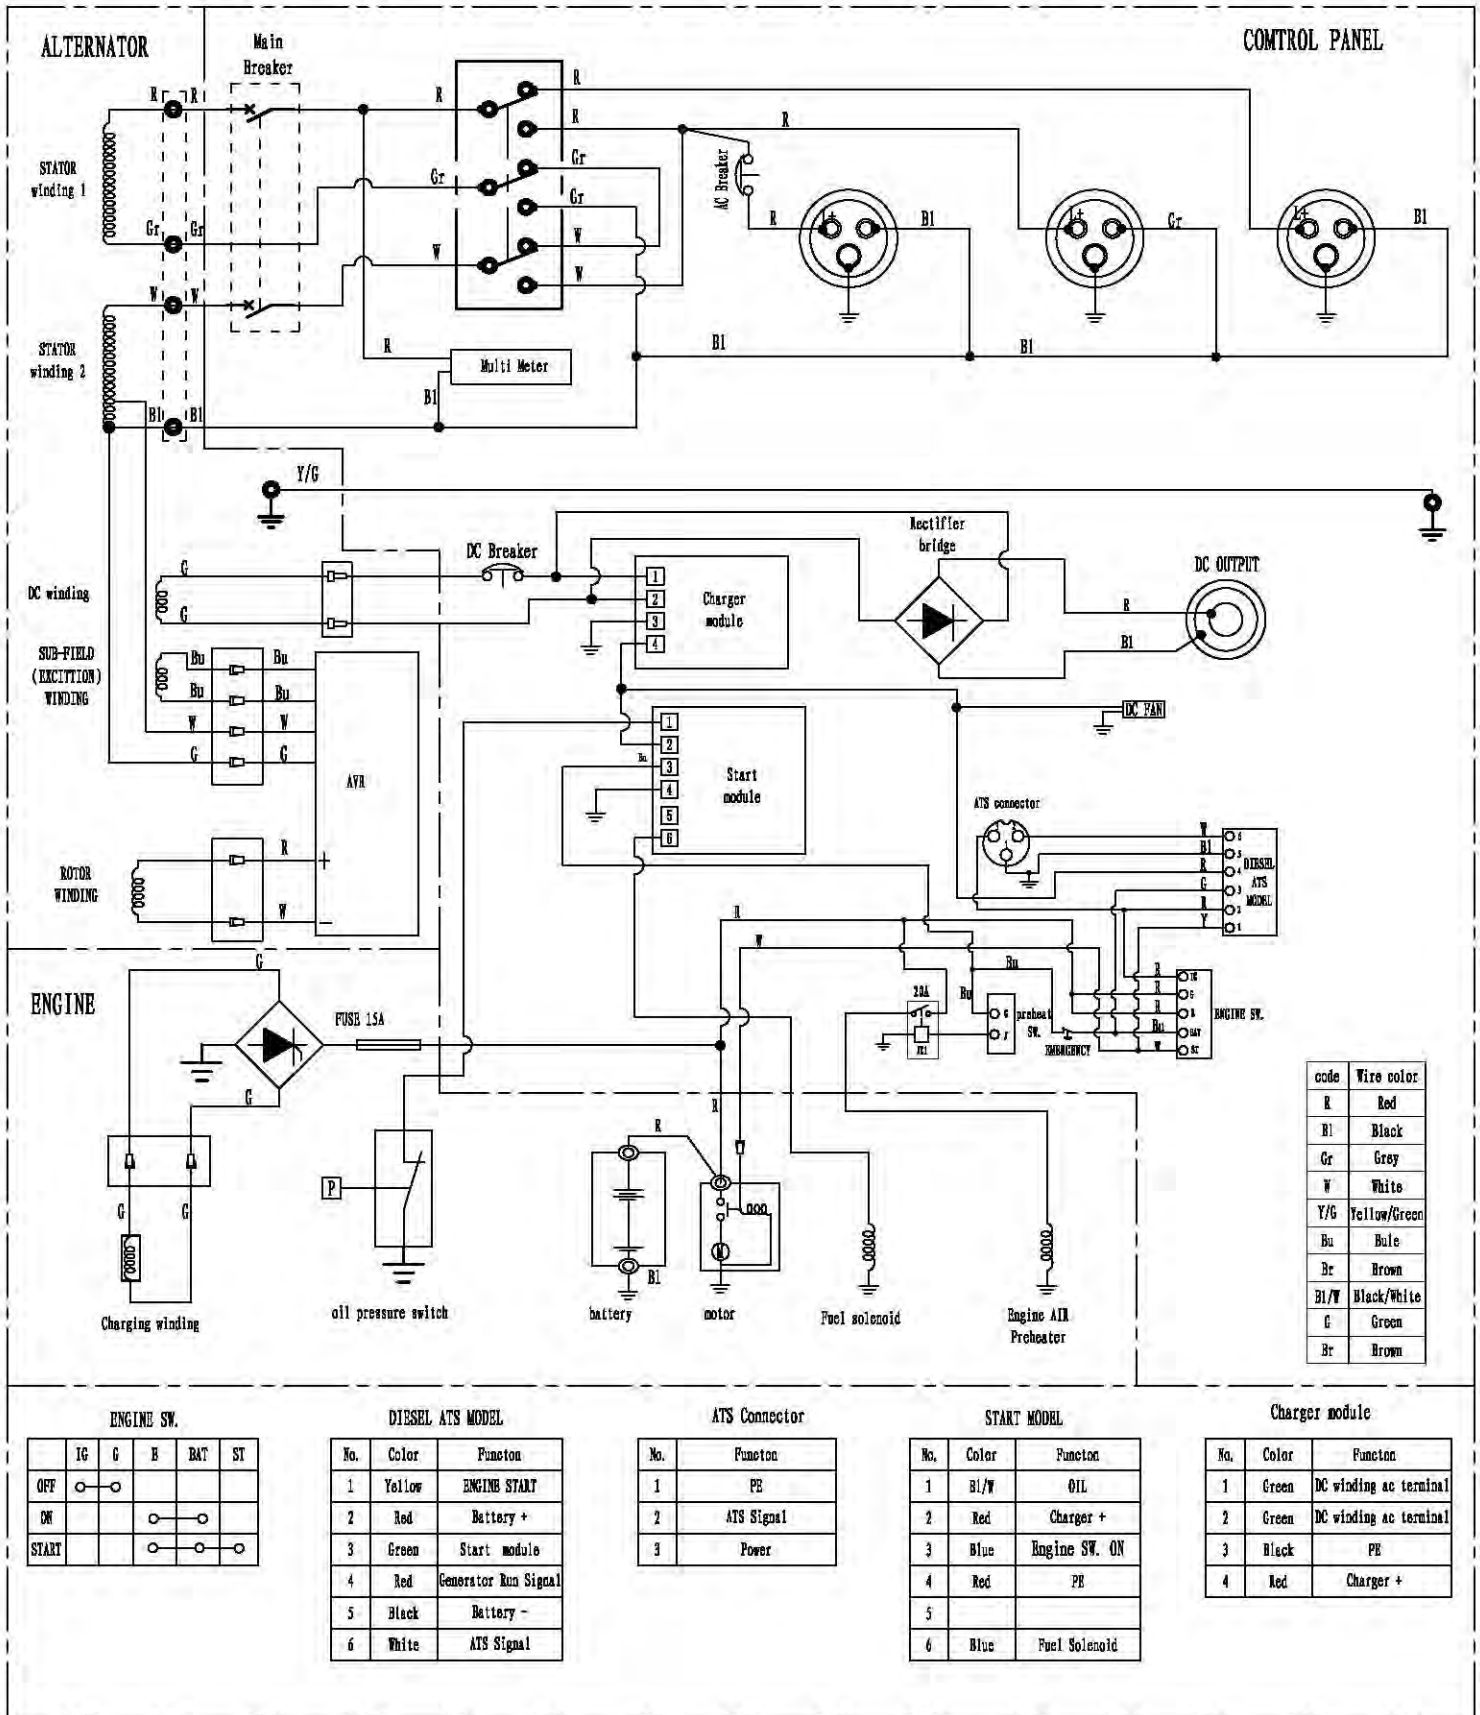 ALTERNATOR
Main
Breaker
COMTROL PANEL
R
R
R
R
R
R
STATOR
winding 1
Gr
Gr
Gr
Gr
Gr
AC Breaker
R
L+
Bl
L+
Gr
L+
Bl
W
W
W
W
W
STATOR
winding 2
R
Multi Meter
Bl
Bl
Bl
Bl
Bl
Y/G
DC winding
G
G
DC Breaker
1
2
3
4
Charger
module
Rectifier
bridge
DC OUTPUT
R
Bl
SUB-FIELD
(EXCITTION)
WINDING
Bu
Bu
Bu
Bu
W
W
G
G
AVR
1
2
3
4
5
6
Bu
Start
module
DC FAN
ROTOR
WINDING
R
+
W
-
ATS connector
W
Bl
R
G
R
Y
6
5
4
3
2
1
DIESEL
ATS
MODEL
ENGINE
G
FUSE 15A
G
G
G
Charging winding
P
oil pressure switch
R
W
Bu
20A
Bu
G
preheat
SW.
EMERGENCY
R
R
R
Bu
W
IG
G
B
BAT
ST
ENGINE SW.
R
R
Bl
battery
M
motor
Fuel solenoid
Engine AIR
Preheater
code Wire color
R Red
Bl Black
Gr Grey
W White
Y/G Yellow/Green
Bu Bule
Br Brown
Bl/W Black/White
G Green
Br Brown
ENGINE SW.
IG G B BAT ST
OFF
ON
START
DIESEL ATS MODEL
No. Color Functon
1 Yellow ENGINE START
2 Red Battery +
3 Green Start module
4 Red Generator Run Signal
5 Black Battery -
6 White ATS Signal
ATS Connector
No. Functon
1 PE
2 ATS Signal
3 Power
START MODEL
No. Color Functon
1 Bl/W OIL
2 Red Charger +
3 Blue Engine SW. ON
4 Red PE
5
6 Blue Fuel Solenoid
Charger module
No. Color Functon
1 Green DC winding ac terminal
2 Green DC winding ac terminal
3 Black PE
4 Red Charger +